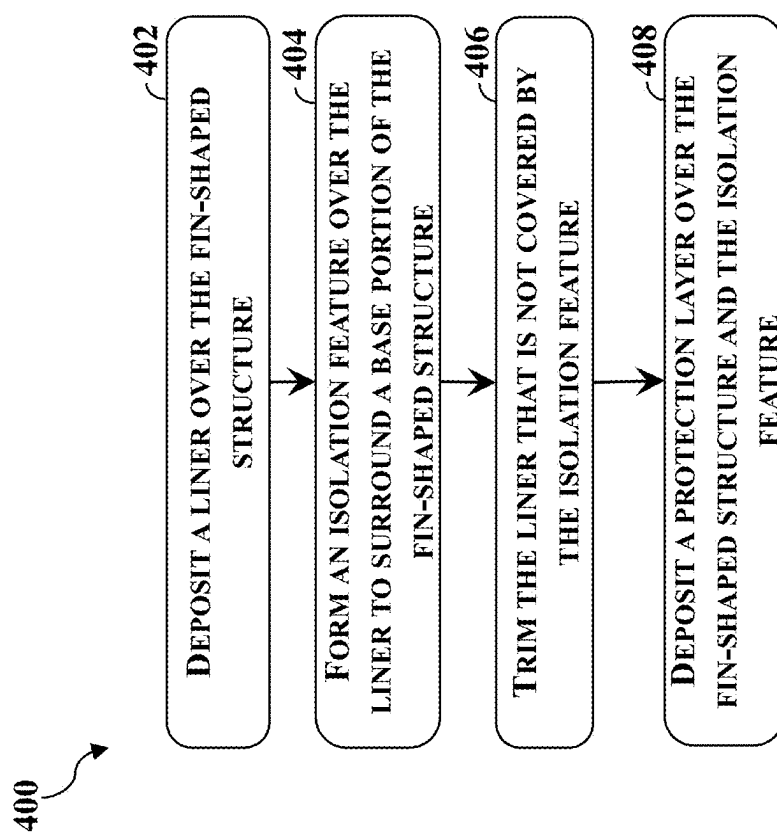 400
402
DEPOSIT A LINER OVER THE FIN-SHAPED
STRUCTURE
404
FORM AN ISOLATION FEATURE OVER THE
LINER TO SURROUND A BASE PORTION OF THE
FIN-SHAPED STRUCTURE
406
TRIM THE LINER THAT IS NOT COVERED BY
THE ISOLATION FEATURE
408
DEPOSIT A PROTECTION LAYER OVER THE
FIN-SHAPED STRUCTURE AND THE ISOLATION
FEATURE